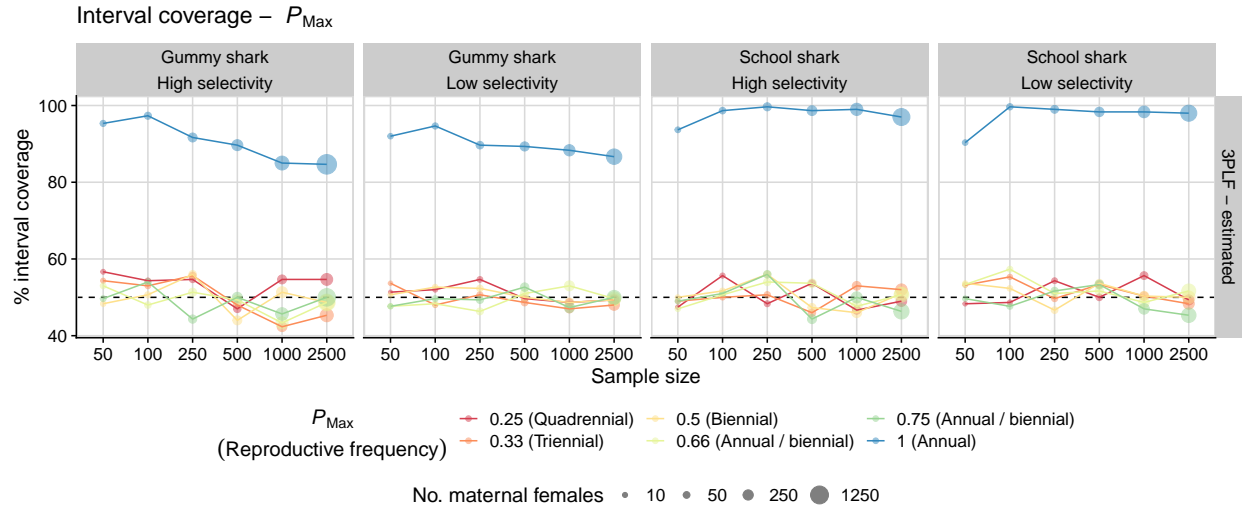 Interval coverage – P Max
Gummy shark
High selectivity
Gummy shark
Low selectivity
School shark
High selectivity
School shark
Low selectivity
% interval coverage
100
80
60
40
3PLF – estimated
50 100 250 500 1000 2500
50 100 250 500 1000 2500
50 100 250 500 1000 2500
50 100 250 500 1000 2500
Sample size
P Max
(Reproductive frequency)
0.25 (Quadrennial)
0.5 (Biennial)
0.75 (Annual / biennial)
0.33 (Triennial)
0.66 (Annual / biennial)
1 (Annual)
No. maternal females 10 50 250 1250